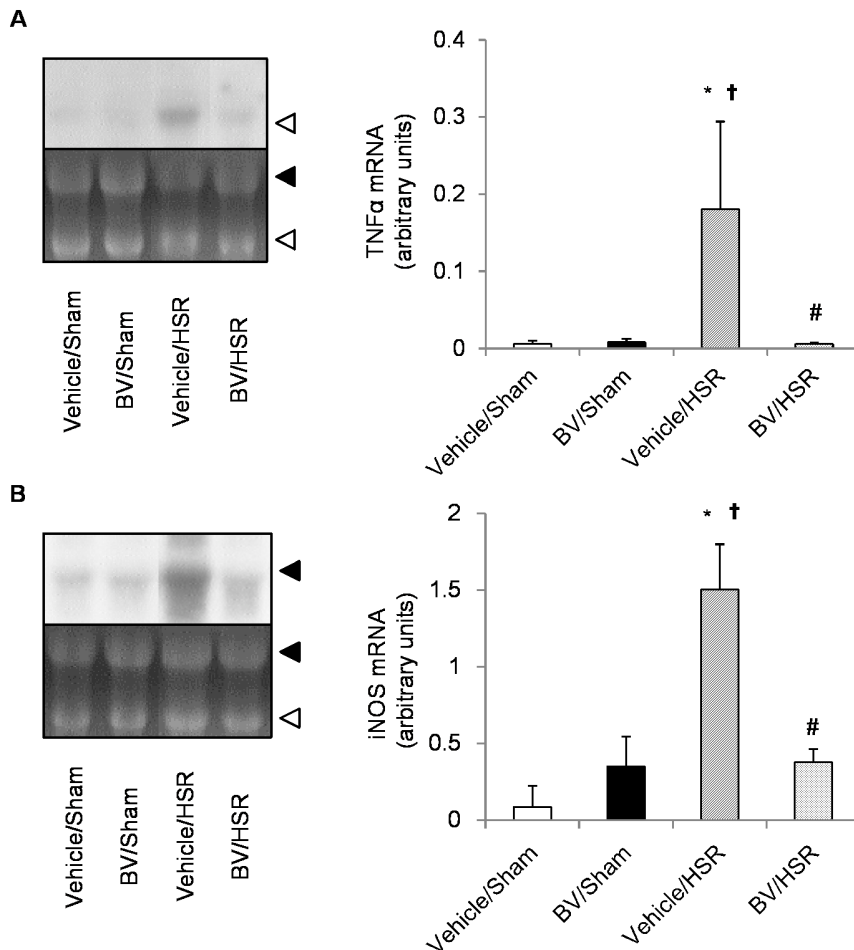 A
Vehicle/Sham
BV/Sham
Vehicle/HSR
BV/HSR
TNFα mRNA
(arbitrary units)
0.4
0.3
0.2
0.1
0
* †
#
Vehicle/Sham
BV/Sham
Vehicle/HSR
BV/HSR
B
Vehicle/Sham
BV/Sham
Vehicle/HSR
BV/HSR
iNOS mRNA
(arbitrary units)
2
1.5
1
0.5
0
* †
#
Vehicle/Sham
BV/Sham
Vehicle/HSR
BV/HSR